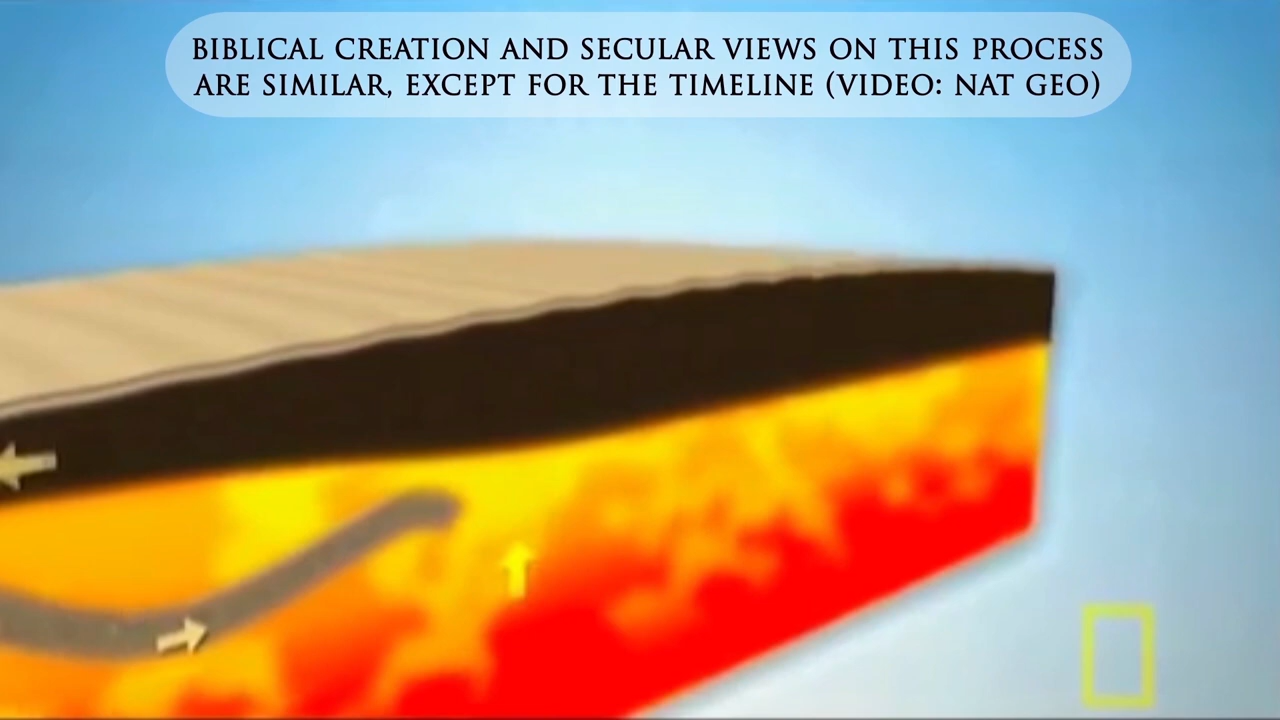 BIBLICAL CREATION AND SECULAR VIEWS ON THIS PROCESS
ARE SIMILAR, EXCEPT FOR THE TIMELINE (VIDEO: NAT GEO)